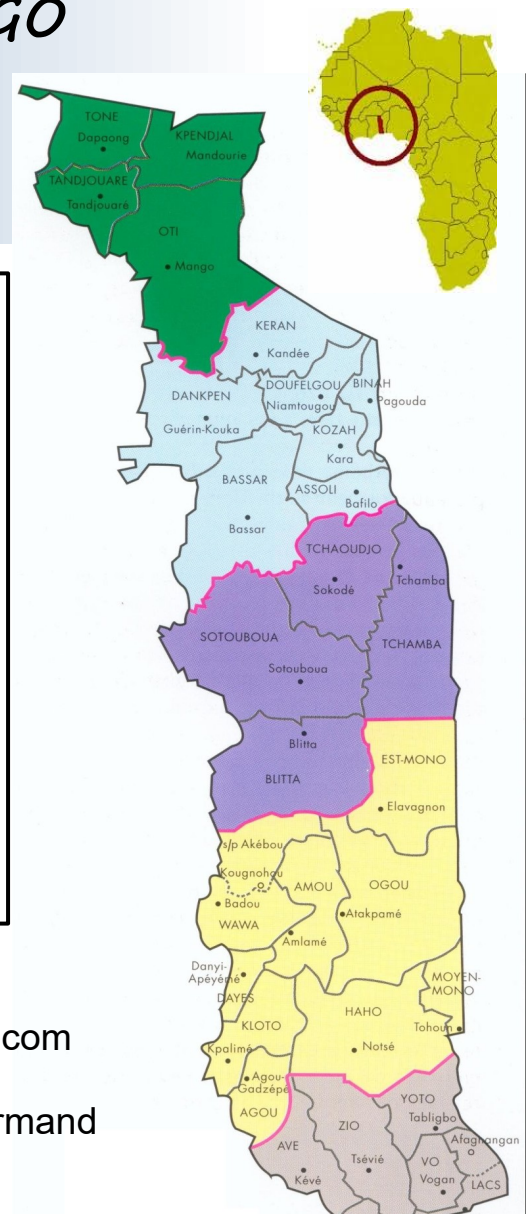 GO
TONE
Dapaong
KPENDJAL
Mandourie
TANDJOUARE
Tandjouaré
OTI
Mango
KERAN
Kandée
DANKPEN
Guérin-Kouka
DOUFELGOU
Niamtougou
BINAH
Pagouda
KOZAH
Kara
BASSAR
Bassar
ASSOLI
Bafilo
TCHAOUDJO
Sokodé
Tchamba
TCHAMBA
SOTOUBOUA
Sotouboua
Blitta
BLITTA
EST-MONO
Elavagnon
s/p Akébou
Kougnohou
Badou
WAWA
AMOU
Amlamé
OGOU
Atakpamé
Danyi-
Apéyémé
DAYES
MOYEN-
MONO
Tohoun
KLOTO
Kpalimé
HAHO
Notsé
Agou-
Gadzépé
AGOU
AVE
Kévé
ZIO
Tsévié
YOTO
Tabligbo
Afagnangan
VO
Vogan
LACS
com
rmand